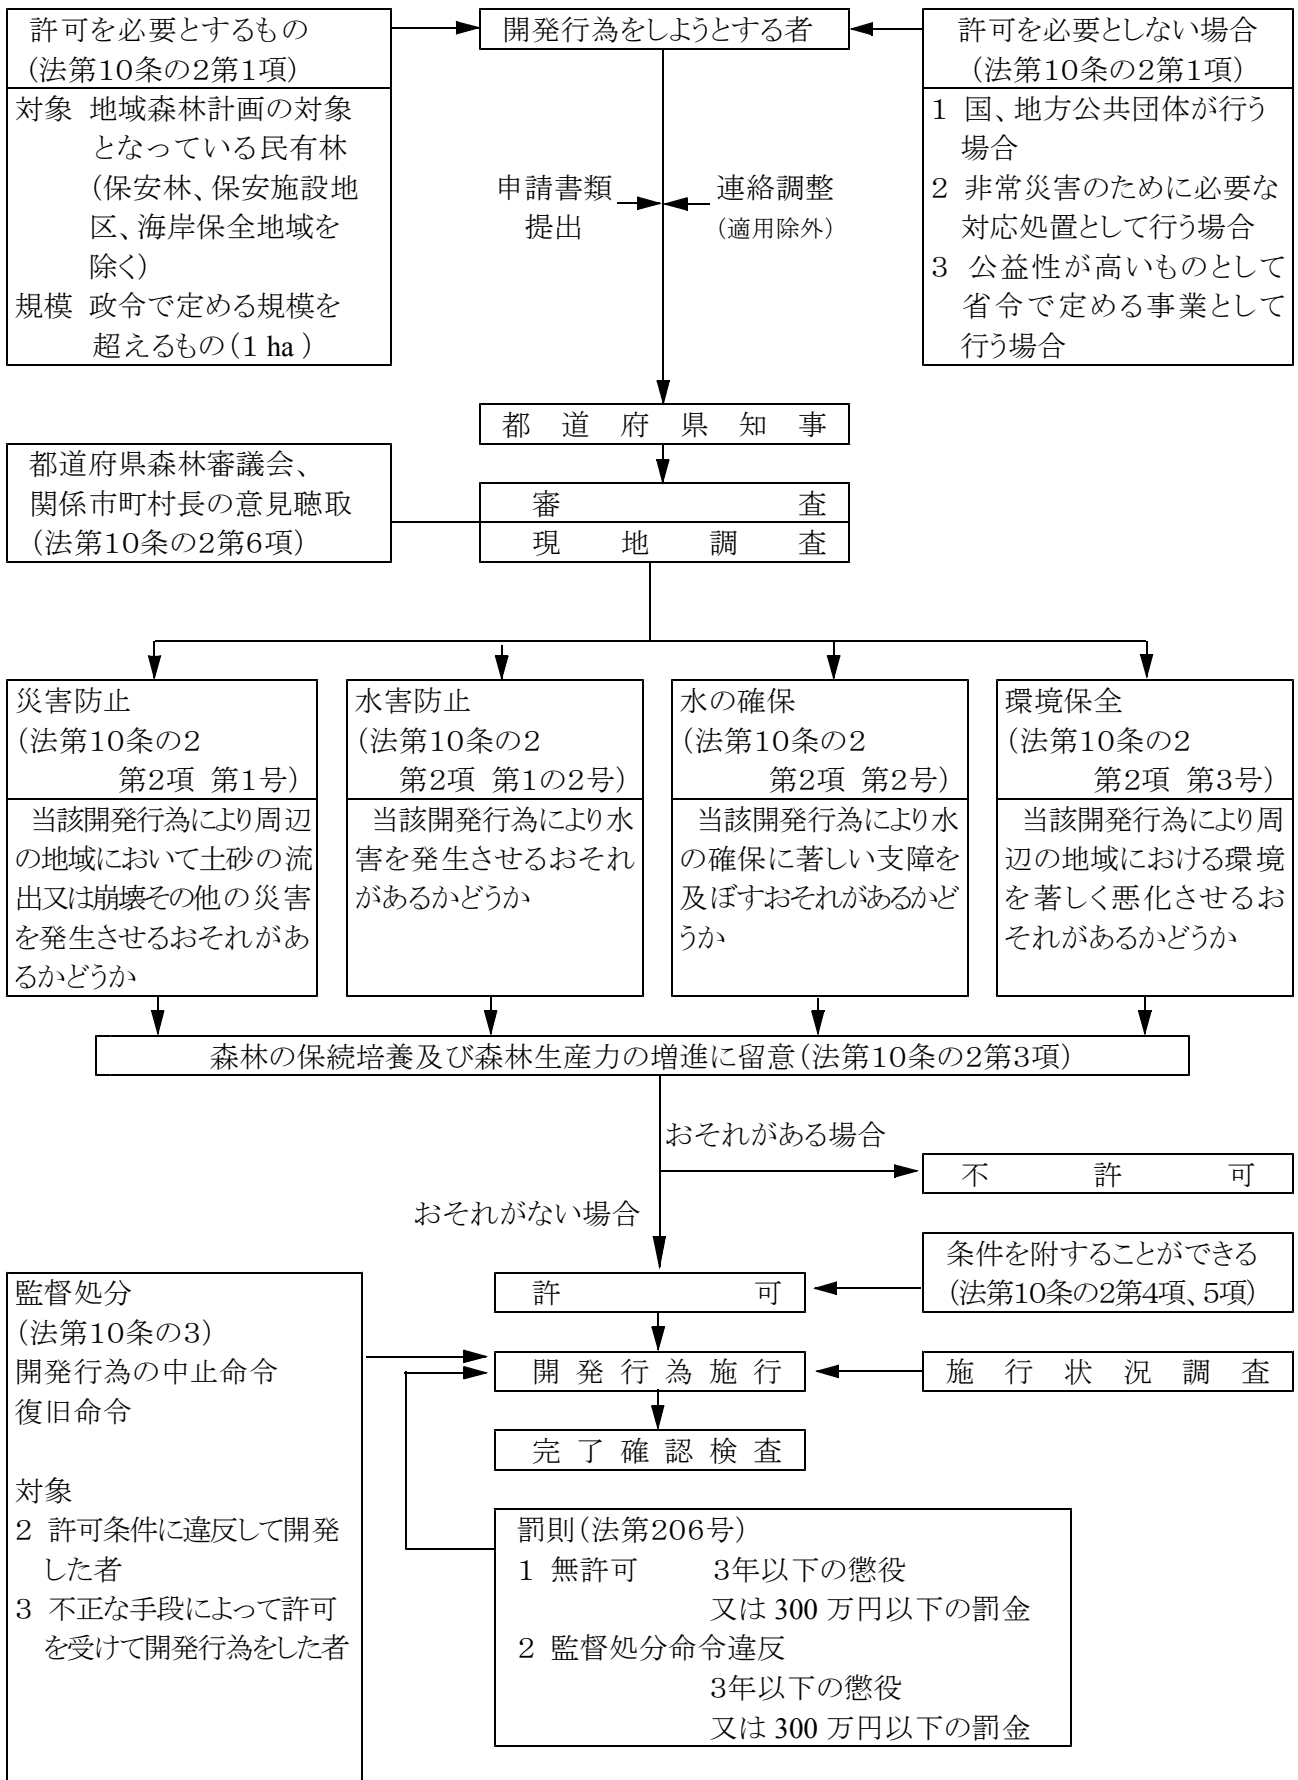 許可を必要とするもの
(法第10条の2第1項)
対象 地域森林計画の対象
となっている民有林
(保安林、保安施設地
区、海岸保全地域を
除く)
規模 政令で定める規模を
超えるもの(1 ha)
開発行為をしようとする者
許可を必要としない場合
(法第10条の2第1項)
1 国、地方公共団体が行う
場合
2 非常災害のために必要な
対応処置として行う場合
3 公益性が高いものとして
省令で定める事業として
行う場合
申請書類
提出
連絡調整
(適用除外)
都道府県知事
都道府県森林審議会、
関係市町村長の意見聴取
(法第10条の2第6項)
審査
現地調査
災害防止
(法第10条の2
第2項 第1号)
当該開発行為により周辺
の地域において土砂の流
出又は崩壊その他の災害
を発生させるおそれがあ
るかどうか
水害防止
(法第10条の2
第2項 第1の2号)
当該開発行為により水
害を発生させるおそれ
があるかどうか
水の確保
(法第10条の2
第2項 第2号)
当該開発行為により水
の確保に著しい支障を
及ぼすおそれがあるかど
うか
環境保全
(法第10条の2
第2項 第3号)
当該開発行為により周
辺の地域における環境
を著しく悪化させるお
それがあるかどうか
森林の保続培養及び森林生産力の増進に留意(法第10条の2第3項)
おそれがある場合
不許可
おそれがない場合
条件を附することができる
(法第10条の2第4項、5項)
許可
開発行為施行
施行状況調査
完了確認検査
監督処分
(法第10条の3)
開発行為の中止命令
復旧命令
対象
2 許可条件に違反して開発
した者
3 不正な手段によって許可
を受けて開発行為をした者
罰則(法第206号)
1 無許可 3年以下の懲役
又は 300 万円以下の罰金
2 監督処分命令違反
3年以下の懲役
又は 300 万円以下の罰金